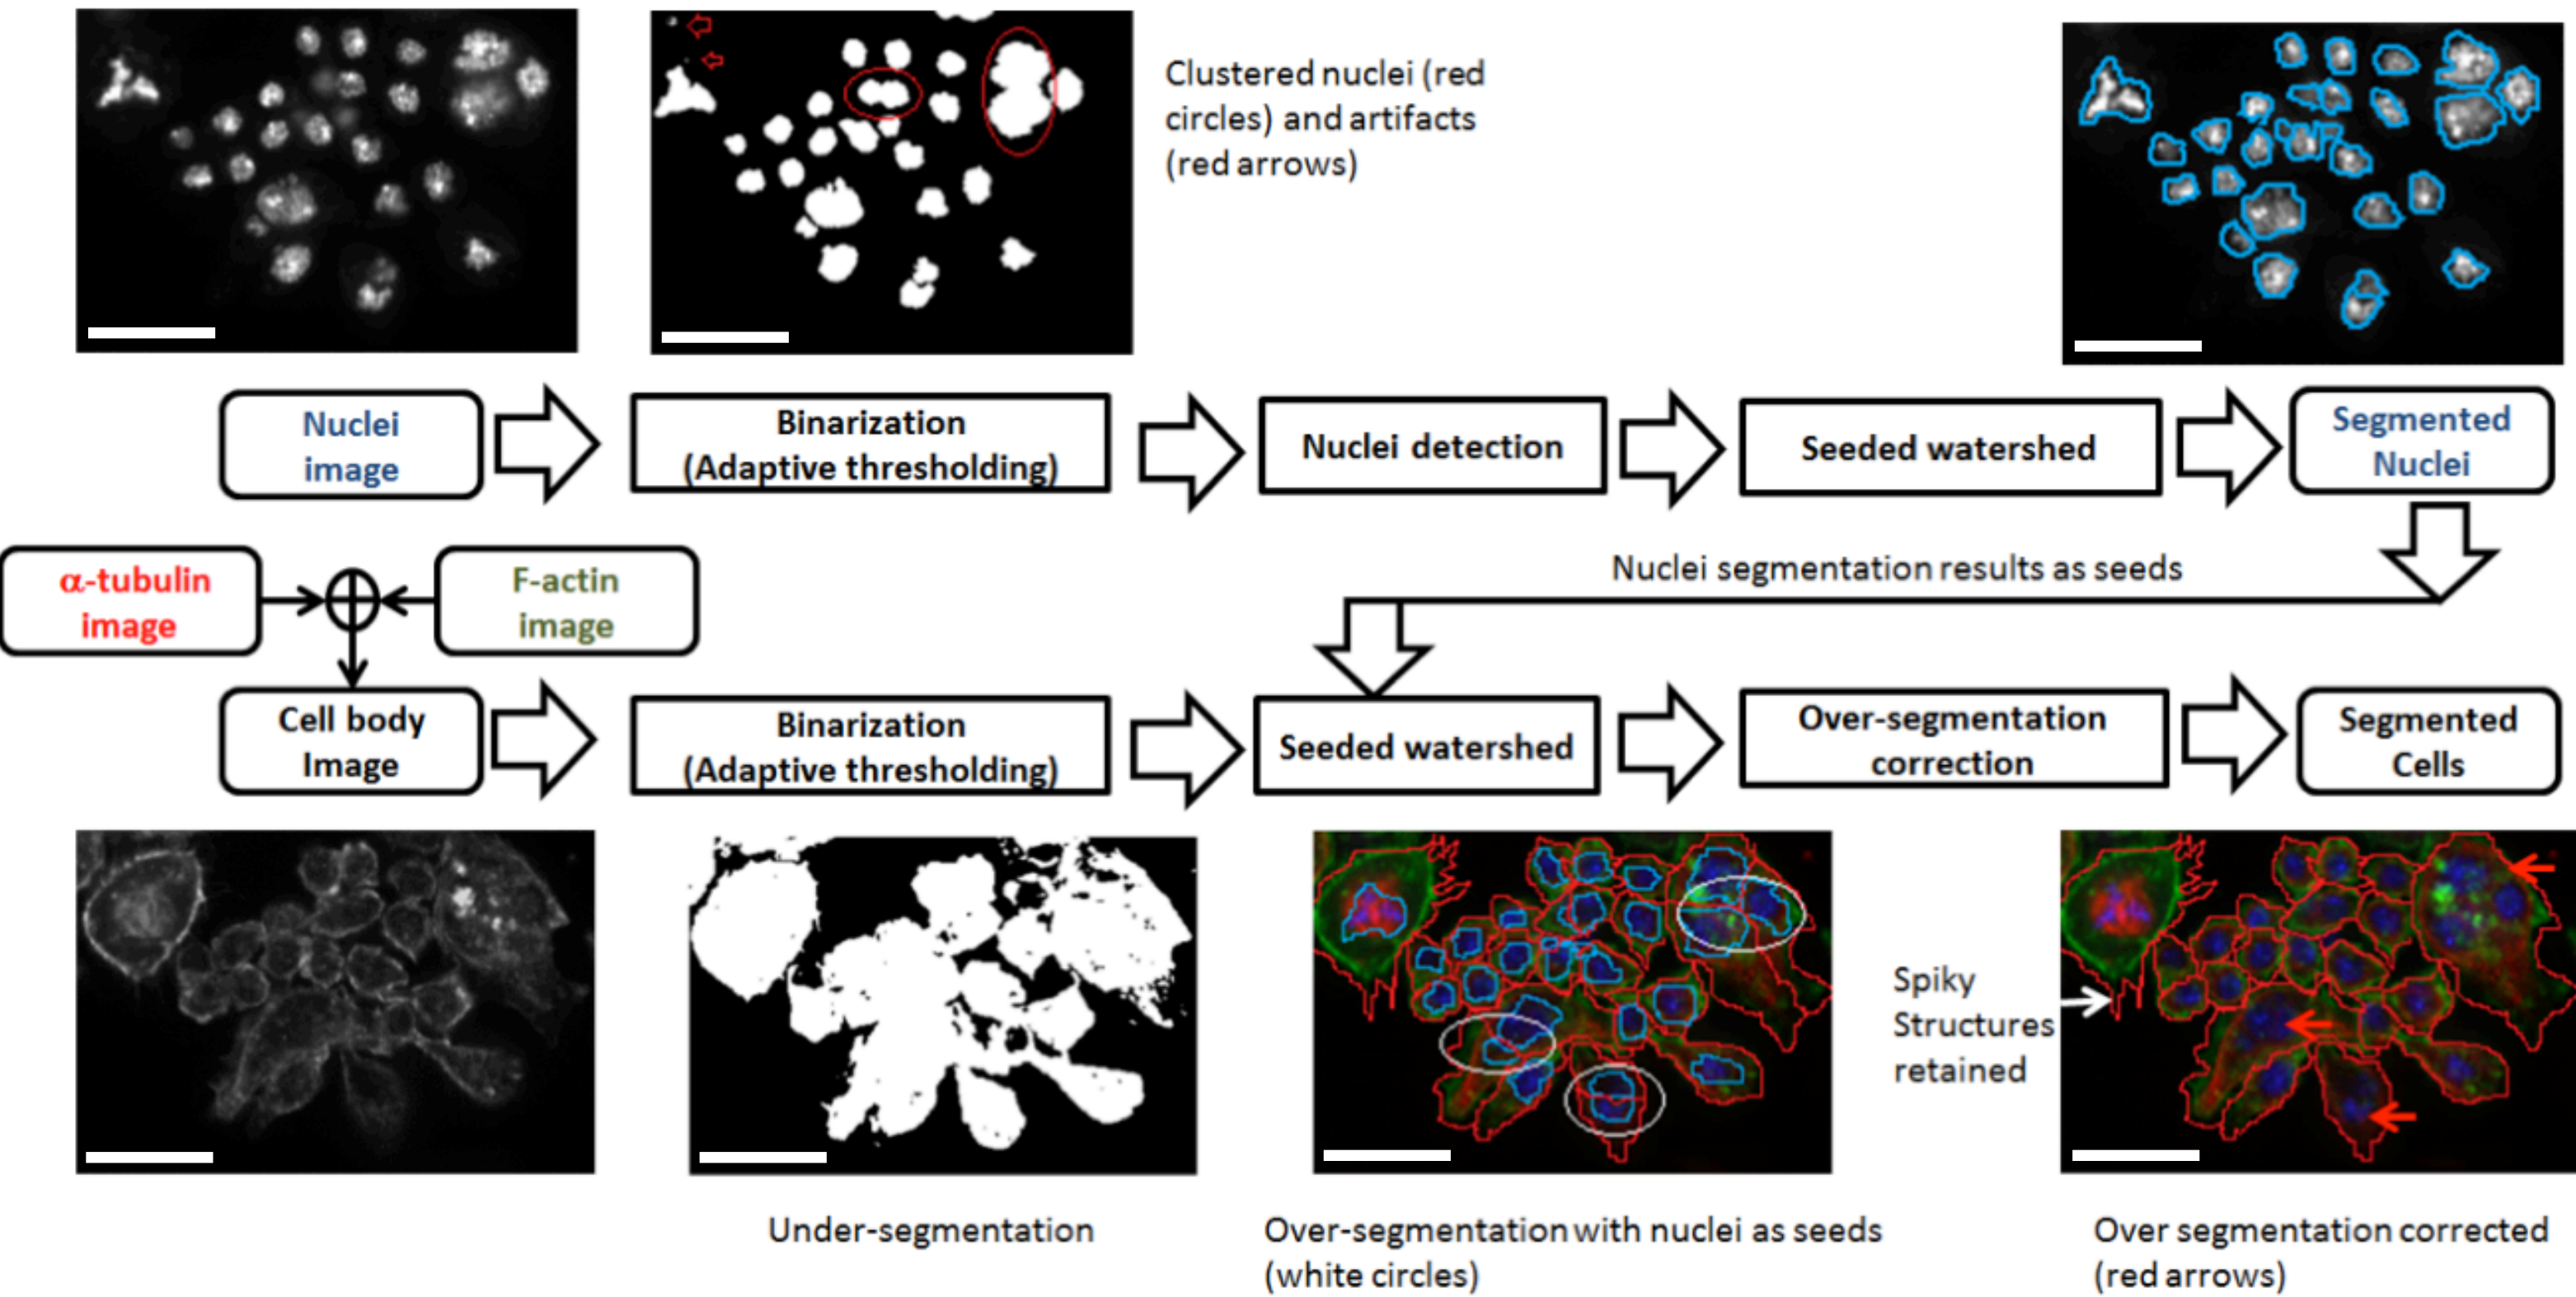 Clustered nuclei (red
circles) and artifacts
(red arrows)
Nuclei
image
Binarization
(Adaptive thresholding)
Nuclei detection
Seeded watershed
Segmented
Nuclei
α-tubulin
image
F-actin
image
Nuclei segmentation results as seeds
Cell body
Image
Binarization
(Adaptive thresholding)
Seeded watershed
Over-segmentation
correction
Segmented
Cells
Spiky
Structures
retained
Under-segmentation
Over-segmentation with nuclei as seeds
(white circles)
Over segmentation corrected
(red arrows)